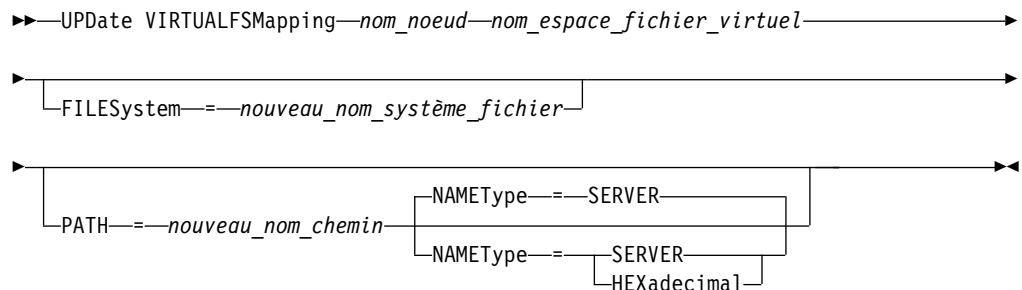 UPDate VIRTUALFSMapping nom_noeud nom_espace_fichier_virtuel
FILESystem = nouveau_nom_système_fichier
NAMEType = SERVER
PATH = nouveau_nom_chemin
NAMEType = SERVER
HEXadecimal